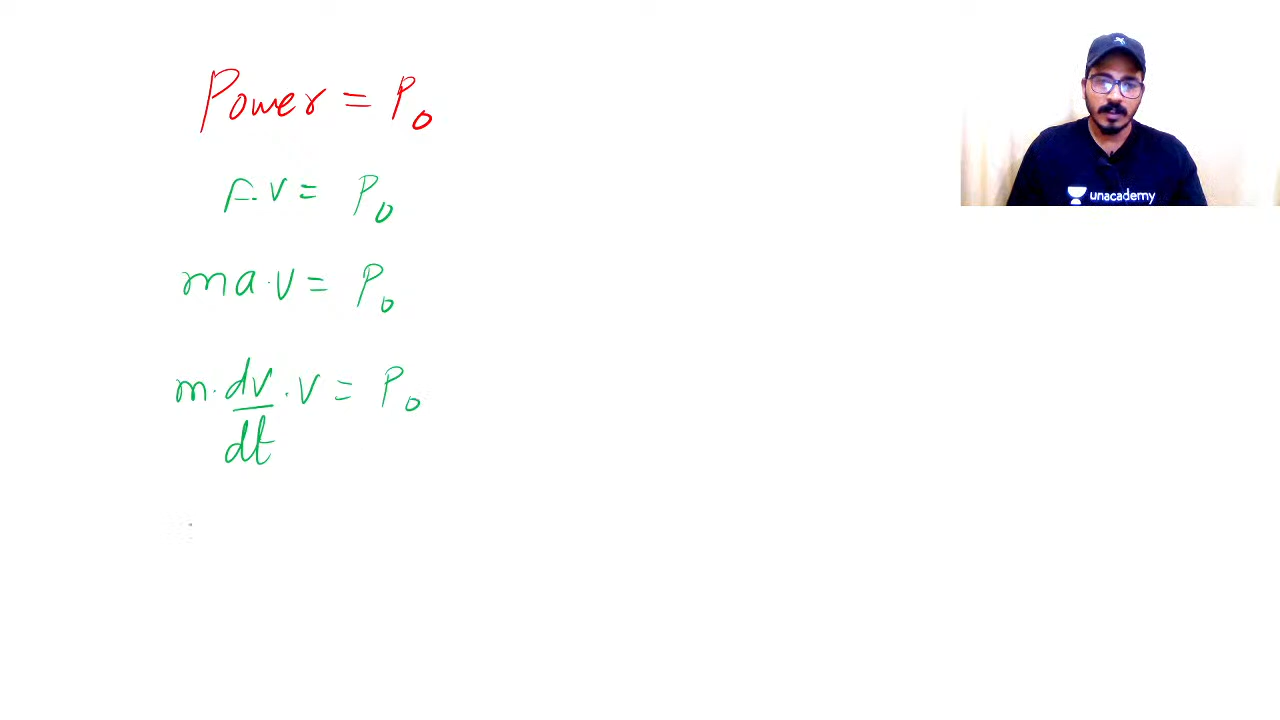 Power = P₀
F.v = P₀
ma.v = P₀
m.dv/dt.v = P₀
unacademy